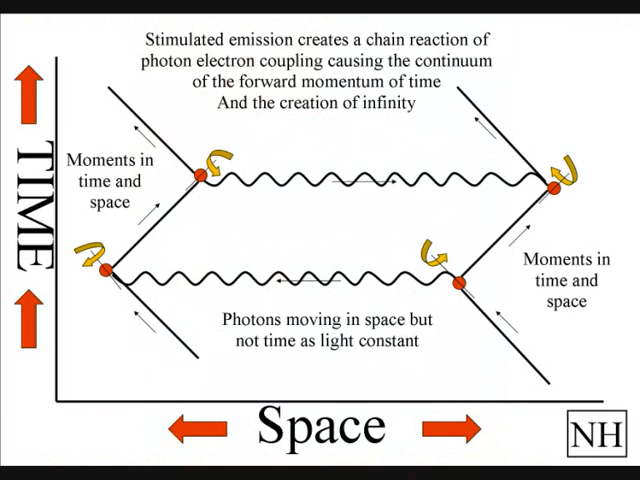 Stimulated emission creates a chain reaction of
photon electron coupling causing the continuum
of the forward momentum of time
And the creation of infinity
TIME
Moments in
time and
space
Moments in
time and
space
Photons moving in space but
not time as light constant
Space
NH